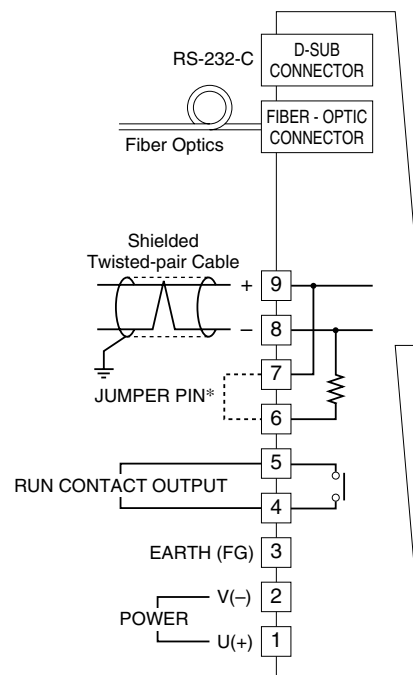 RS-232-C
D-SUB
CONNECTOR
FIBER - OPTIC
CONNECTOR
Fiber Optics
Shielded
Twisted-pair Cable
+ 9
– 8
7
JUMPER PIN*
6
5
RUN CONTACT OUTPUT
4
EARTH (FG) 3
V(–) 2
POWER
U(+) 1